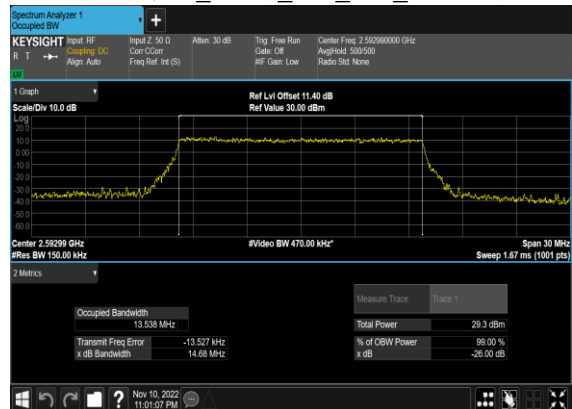 Spectrum Analyzer 1
Occupied BW
+
KEYSIGHT
R T
LW
Input: RF
Coupling: DC
Align: Auto
Input Z: 50 Ω
Corr CCorr
Freq Ref: Int (S)
Atten: 30 dB
Trig: Free Run
Gate: Off
#IF Gain: Low
Center Freq: 2.592990000 GHz
Avg|Hold: 500/500
Radio Std: None
1 Graph
Scale/Div 10.0 dB
Ref Lvl Offset 11.40 dB
Ref Value 30.00 dBm
Log
20.0
10.0
0.00
-10.0
-20.0
-30.0
-40.0
-50.0
-60.0
Center 2.59299 GHz
#Video BW 470.00 kHz*
Span 30 MHz
#Res BW 150.00 kHz
Sweep 1.67 ms (1001 pts)
2 Metrics
Measure Trace Trace 1
Occupied Bandwidth
13.538 MHz
Total Power 29.3 dBm
Transmit Freq Error -13.527 kHz
% of OBW Power 99.00 %
x dB Bandwidth 14.68 MHz
x dB -26.00 dB
?
Nov 10, 2022
11:01:07 PM